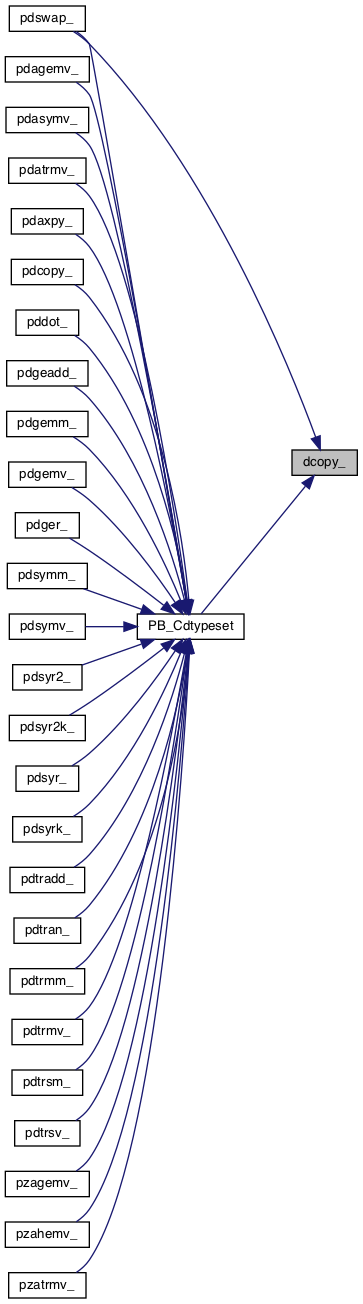 pdswap_
pdagemv_
pdasymv_
pdatrmv_
pdaxpy_
pdcopy_
pddot_
pdgeadd_
pdgemm_
pdgemv_
pdger_
pdsymm_
pdsymv_
pdsyr2_
pdsyr2k_
pdsyr_
pdsyrk_
pdtradd_
pdtran_
pdtrmm_
pdtrmv_
pdtrsm_
pdtrsv_
pzagemv_
pzahemv_
pzatrmv_
PB_Cdtypeset
dcopy_